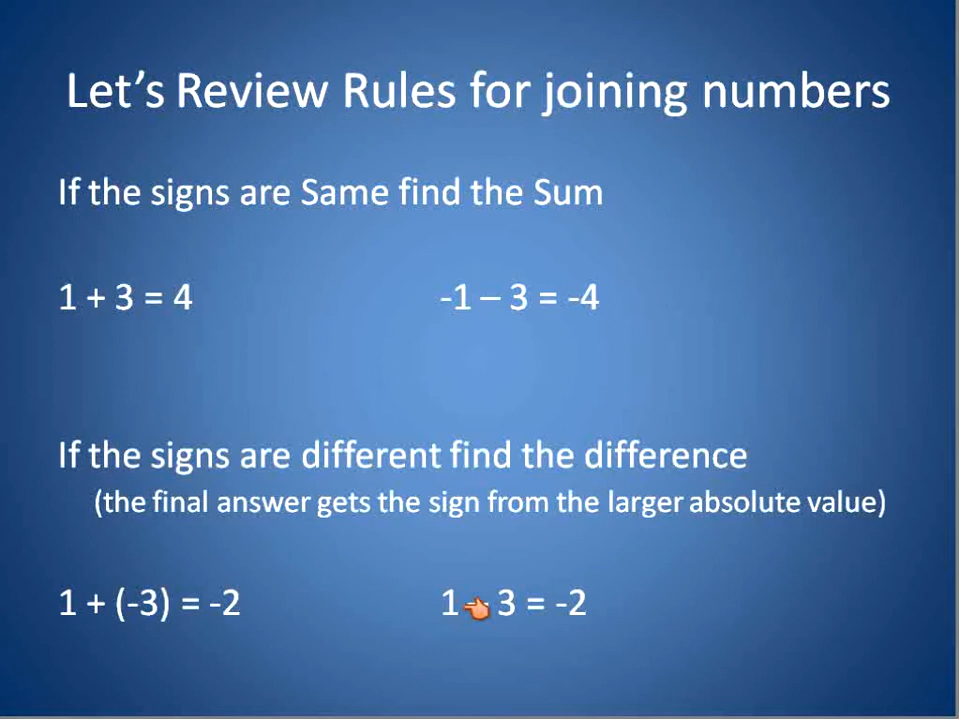 Let’s Review Rules for joining numbers
If the signs are Same find the Sum
1 + 3 = 4 -1 – 3 = -4
If the signs are different find the difference
(the final answer gets the sign from the larger absolute value)
1 + (-3) = -2 1 – 3 = -2